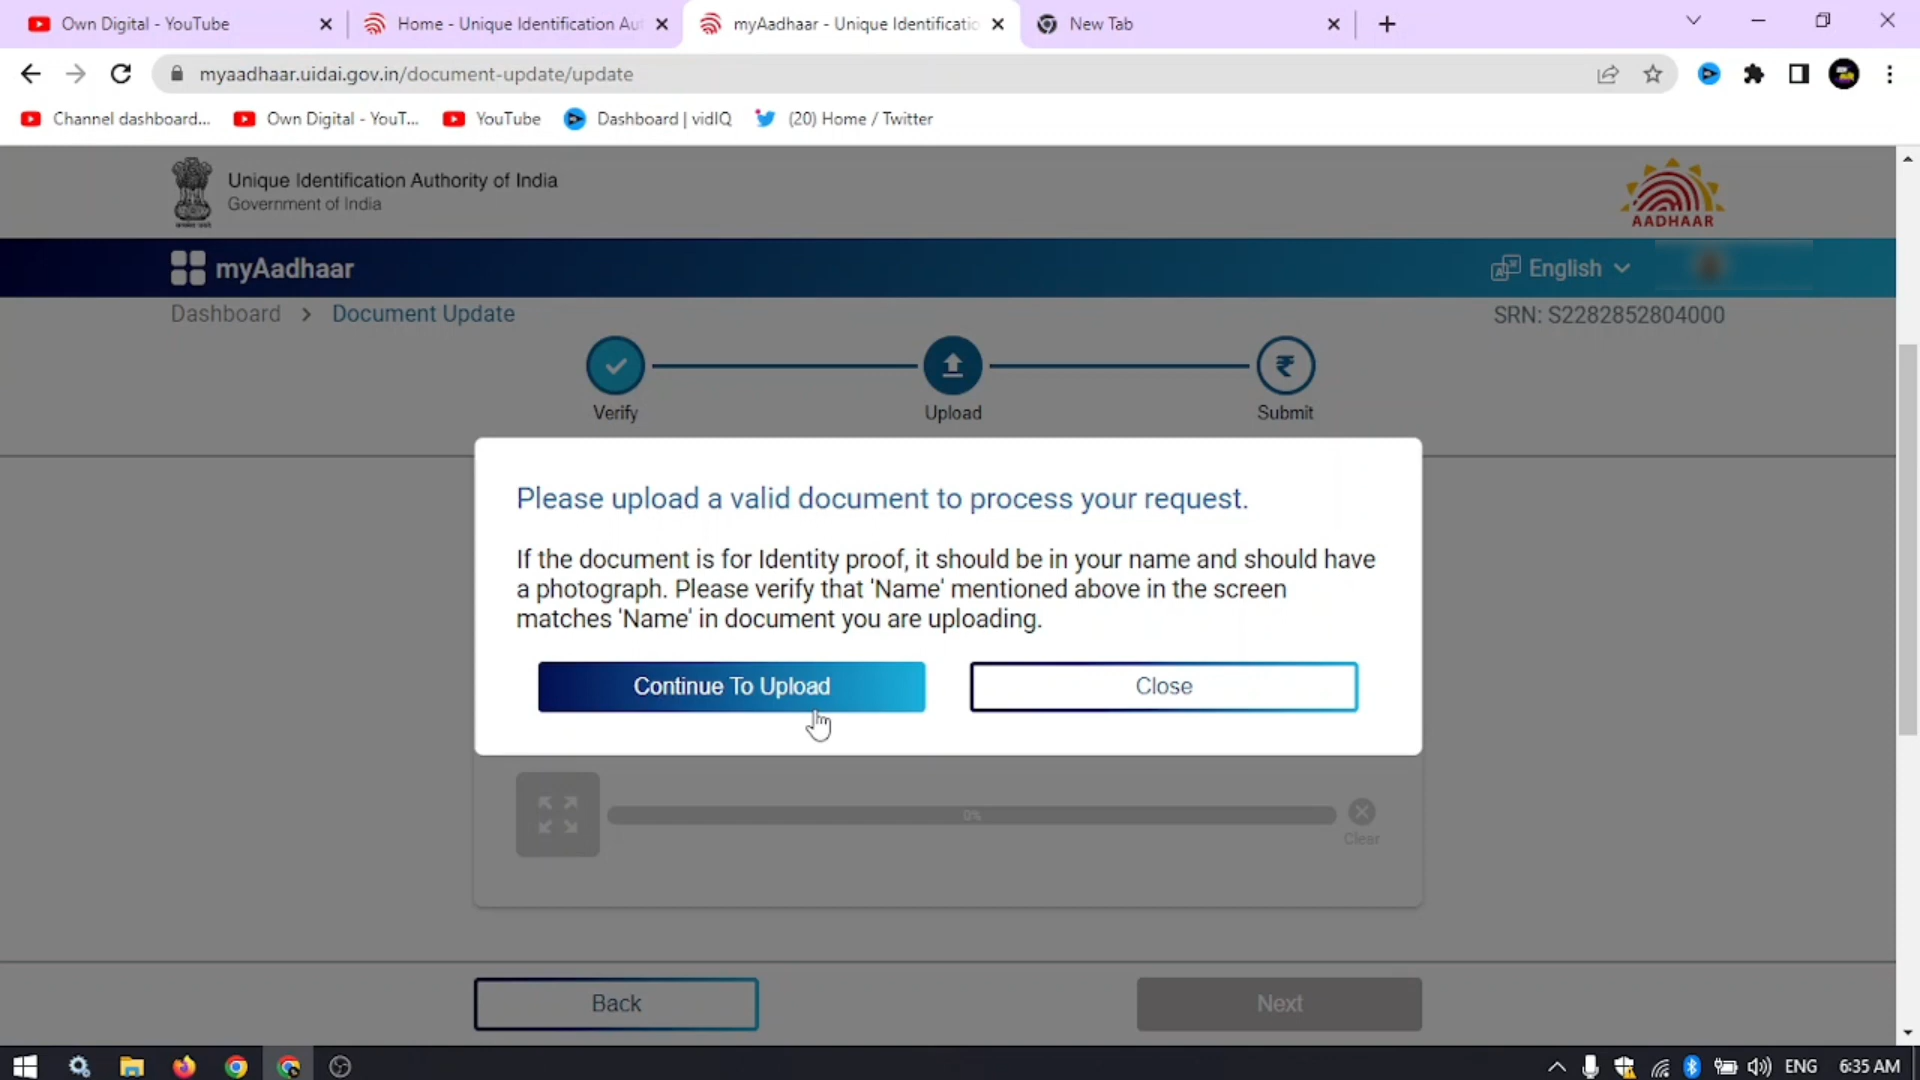 Own Digital - YouTube
Home - Unique Identification Au
myAadhaar - Unique Identificatio
New Tab
myaadhaar.uidai.gov.in/document-update/update
Channel dashboard...
Own Digital - YouT...
YouTube
Dashboard | vidIQ
(20) Home / Twitter
Unique Identification Authority of India
Government of India
AADHAAR
myAadhaar
English
Dashboard > Document Update
SRN: S2282852804000
Verify
Upload
Submit
Please upload a valid document to process your request.
If the document is for Identity proof, it should be in your name and should have
a photograph. Please verify that 'Name' mentioned above in the screen
matches 'Name' in document you are uploading.
Continue To Upload
Close
0%
Clear
Back
Next
ENG
6:35 AM